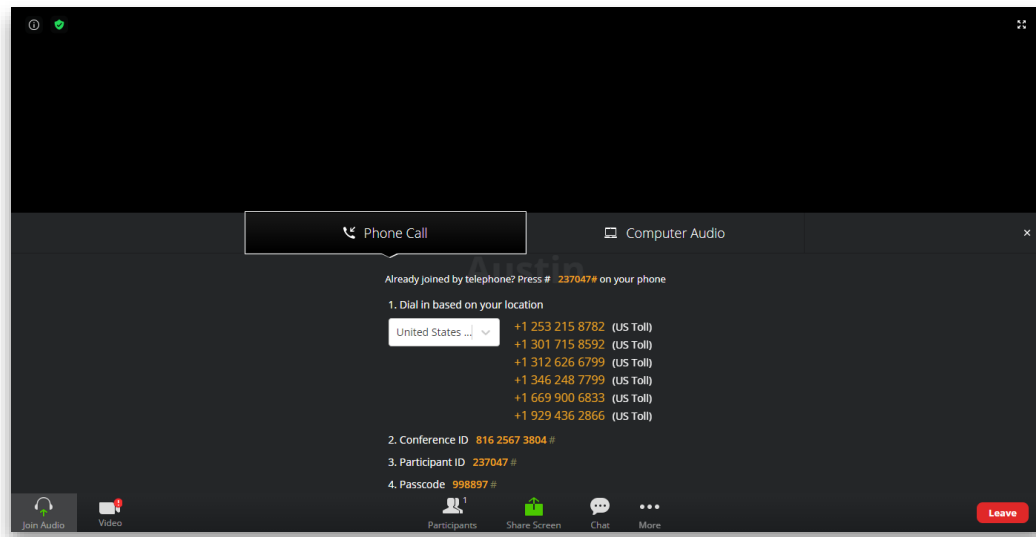 Phone Call
Computer Audio
×
Austin
Already joined by telephone? Press # 237047# on your phone
1. Dial in based on your location
United States ...
+1 253 215 8782 (US Toll)
+1 301 715 8592 (US Toll)
+1 312 626 6799 (US Toll)
+1 346 248 7799 (US Toll)
+1 669 900 6833 (US Toll)
+1 929 436 2866 (US Toll)
2. Conference ID 816 2567 3804 #
3. Participant ID 237047 #
4. Passcode 998897 #
1
Join Audio
Video
Participants
Share Screen
Chat
More
Leave